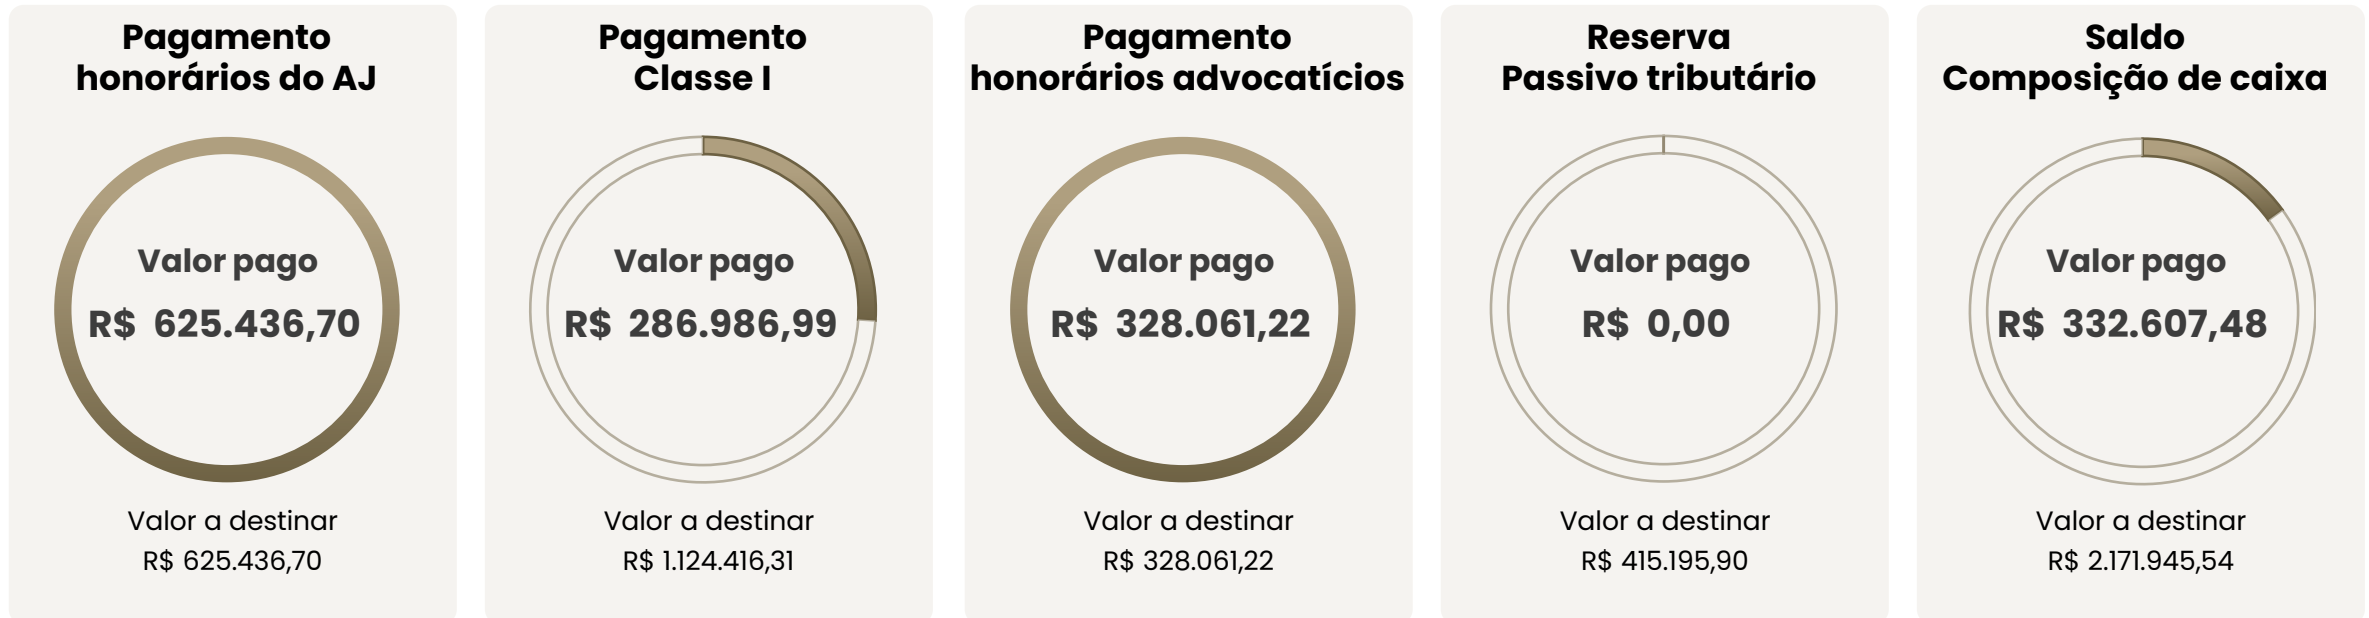 Pagamento
honorários do AJ
Valor pago
R$ 625.436,70
Valor a destinar
R$ 625.436,70
Pagamento
Classe I
Valor pago
R$ 286.986,99
Valor a destinar
R$ 1.124.416,31
Pagamento
honorários advocatícios
Valor pago
R$ 328.061,22
Valor a destinar
R$ 328.061,22
Reserva
Passivo tributário
Valor pago
R$ 0,00
Valor a destinar
R$ 415.195,90
Saldo
Composição de caixa
Valor pago
R$ 332.607,48
Valor a destinar
R$ 2.171.945,54